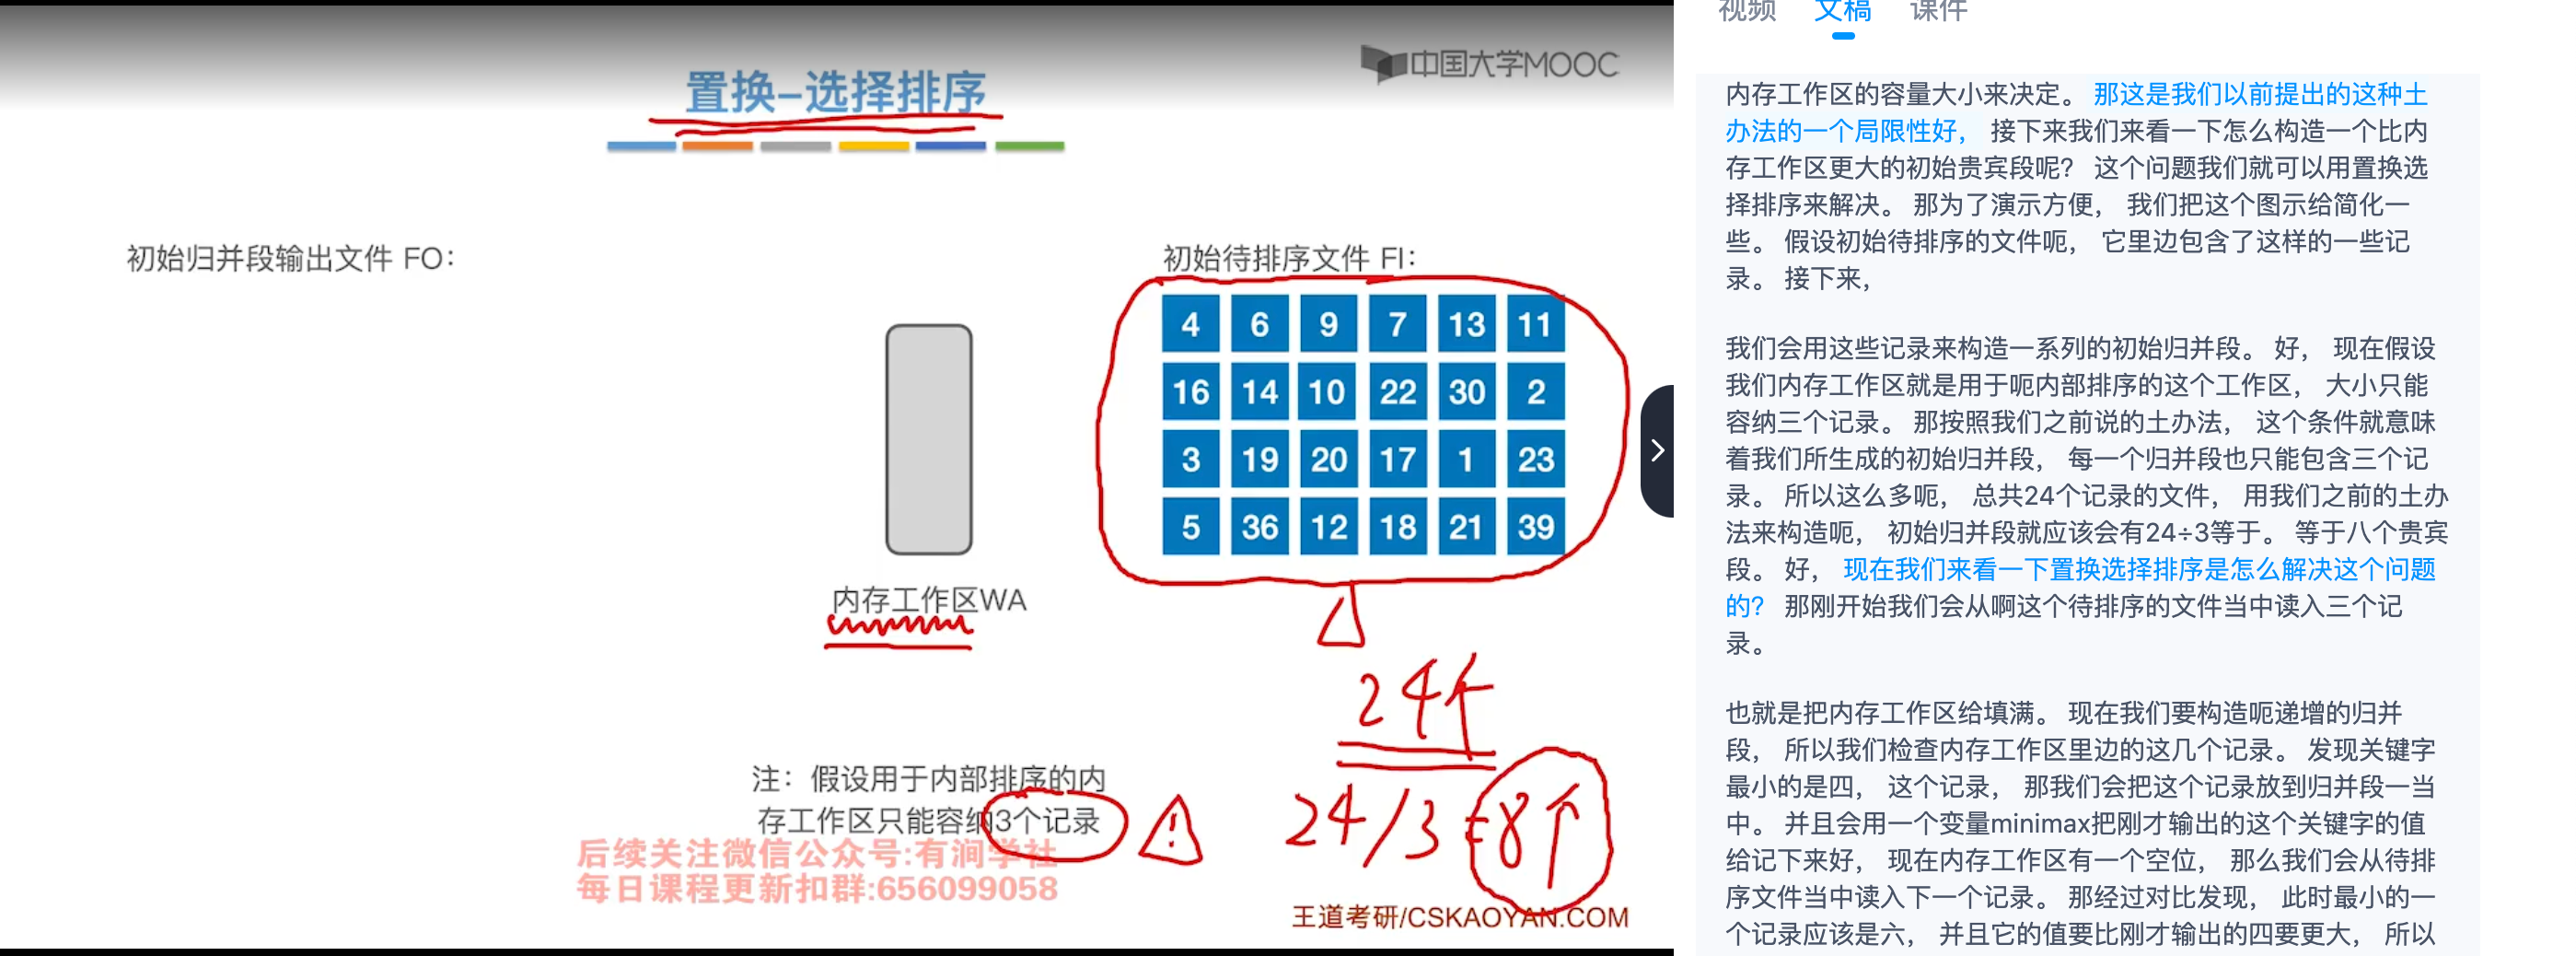 中国大学MOOC
置换–选择排序
初始归并段输出文件 FO：
初始待排序文件 FI：
4 6 9 7 13 11
16 14 10 22 30 2
3 19 20 17 1 23
5 36 12 18 21 39
内存工作区WA
24个
24/3=8个
注：假设用于内部排序的内
存工作区只能容纳3个记录
!
后续关注微信公众号:有涧学社
每日课程更新扣群:656099058
王道考研/CSKAOYAN.COM
视频 文稿 课件
内存工作区的容量大小来决定。 那这是我们以前提出的这种土
办法的一个局限性好， 接下来我们来看一下怎么构造一个比内
存工作区更大的初始贵宾段呢? 这个问题我们就可以用置换选
择排序来解决。 那为了演示方便， 我们把这个图示给简化一
些。 假设初始待排序的文件呃， 它里边包含了这样的一些记
录。 接下来，
我们会用这些记录来构造一系列的初始归并段。 好， 现在假设
我们内存工作区就是用于呃内部排序的这个工作区， 大小只能
容纳三个记录。 那按照我们之前说的土办法， 这个条件就意味
着我们所生成的初始归并段， 每一个归并段也只能包含三个记
录。 所以这么多呃， 总共24个记录的文件， 用我们之前的土办
法来构造呃， 初始归并段就应该会有24÷3等于。 等于八个贵宾
段。 好， 现在我们来看一下置换选择排序是怎么解决这个问题
的? 那刚开始我们会从啊这个待排序的文件当中读入三个记
录。
也就是把内存工作区给填满。 现在我们要构造呃递增的归并
段， 所以我们检查内存工作区里边的这几个记录。 发现关键字
最小的是四， 这个记录， 那我们会把这个记录放到归并段一当
中。 并且会用一个变量minimax把刚才输出的这个关键字的值
给记下来好， 现在内存工作区有一个空位， 那么我们会从待排
序文件当中读入下一个记录。 那经过对比发现， 此时最小的一
个记录应该是六， 并且它的值要比刚才输出的四要更大， 所以